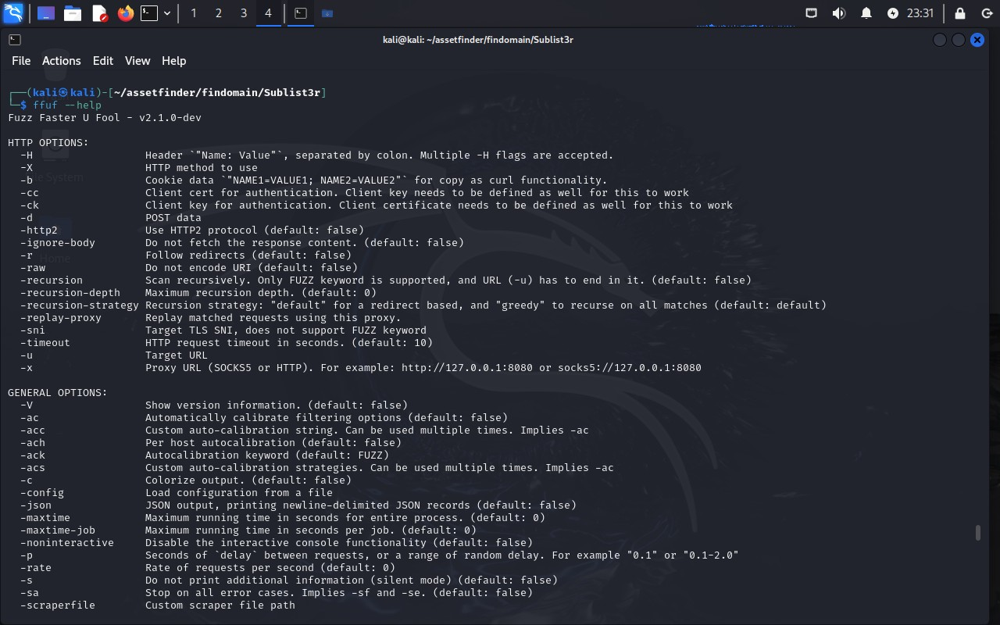 1 2 3 4 23:31
kali@kali: ~/assetfinder/findomain/Sublist3r
File Actions Edit View Help
┌──(kali㉿kali)-[~/assetfinder/findomain/Sublist3r]
└─$ ffuf --help
Fuzz Faster U Fool - v2.1.0-dev
HTTP OPTIONS:
-H Header `"Name: Value"`, separated by colon. Multiple -H flags are accepted.
-X HTTP method to use
-b Cookie data `"NAME1=VALUE1; NAME2=VALUE2"` for copy as curl functionality.
-cc Client cert for authentication. Client key needs to be defined as well for this to work
-ck Client key for authentication. Client certificate needs to be defined as well for this to work
-d POST data
-http2 Use HTTP2 protocol (default: false)
-ignore-body Do not fetch the response content. (default: false)
-r Follow redirects (default: false)
-raw Do not encode URI (default: false)
-recursion Scan recursively. Only FUZZ keyword is supported, and URL (-u) has to end in it. (default: false)
-recursion-depth Maximum recursion depth. (default: 0)
-recursion-strategy Recursion strategy: "default" for a redirect based, and "greedy" to recurse on all matches (default: default)
-replay-proxy Replay matched requests using this proxy.
-sni Target TLS SNI, does not support FUZZ keyword
-timeout HTTP request timeout in seconds. (default: 10)
-u Target URL
-x Proxy URL (SOCKS5 or HTTP). For example: http://127.0.0.1:8080 or socks5://127.0.0.1:8080
GENERAL OPTIONS:
-V Show version information. (default: false)
-ac Automatically calibrate filtering options (default: false)
-acc Custom auto-calibration string. Can be used multiple times. Implies -ac
-ach Per host autocalibration (default: false)
-ack Autocalibration keyword (default: FUZZ)
-acs Custom auto-calibration strategies. Can be used multiple times. Implies -ac
-c Colorize output. (default: false)
-config Load configuration from a file
-json JSON output, printing newline-delimited JSON records (default: false)
-maxtime Maximum running time in seconds for entire process. (default: 0)
-maxtime-job Maximum running time in seconds per job. (default: 0)
-noninteractive Disable the interactive console functionality (default: false)
-p Seconds of `delay` between requests, or a range of random delay. For example "0.1" or "0.1-2.0"
-rate Rate of requests per second (default: 0)
-s Do not print additional information (silent mode) (default: false)
-sa Stop on all error cases. Implies -sf and -se. (default: false)
-scraperfile Custom scraper file path
System
Home